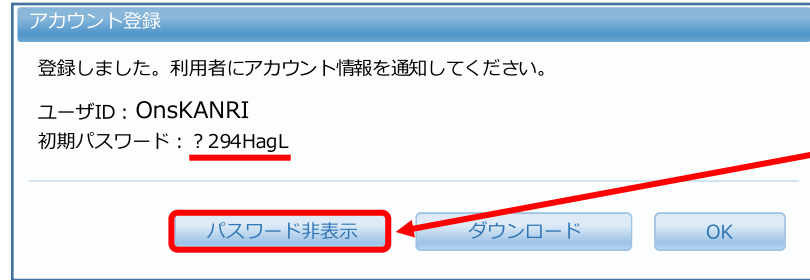 アカウント登録
登録しました。利用者にアカウント情報を通知してください。
ユーザID：OnsKANRI
初期パスワード：？294HagL
パスワード非表示
ダウンロード
OK